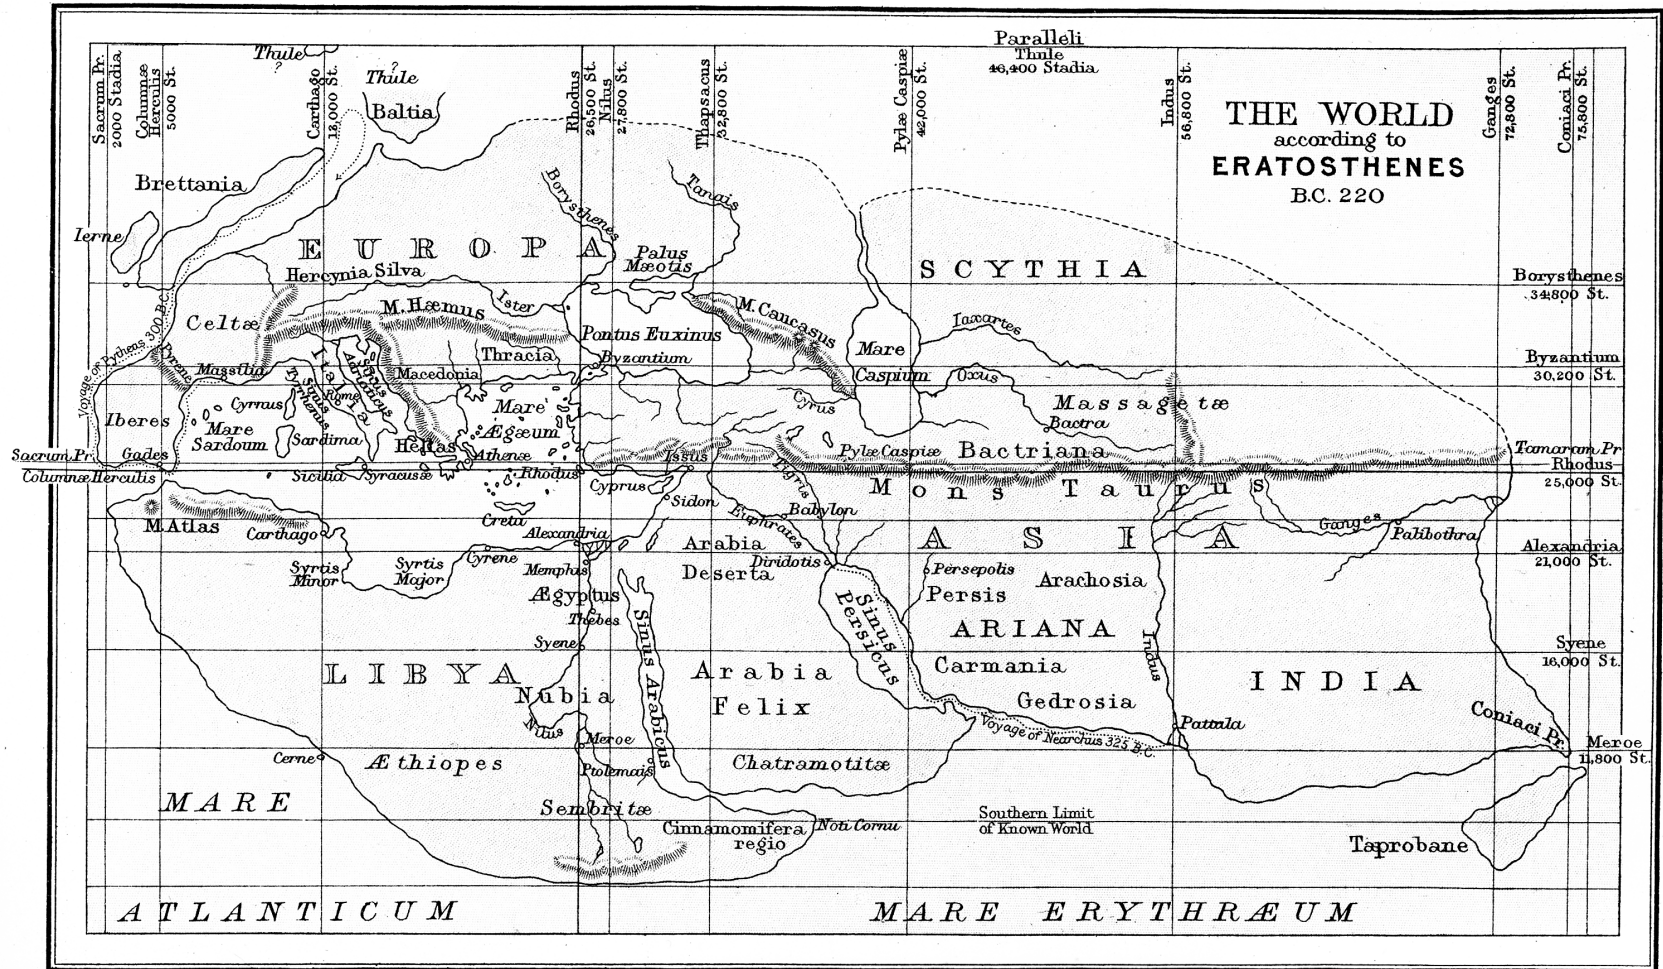 Paralleli
Thule
46,400 Stadia
Sacrum Pr.
2000 Stadia
Columnæ
Herculis
5000 St.
Carthago
13,000 St.
Rhodus
26,500 St.
Nilus
27,800 St.
Thapsacus
32,800 St.
Pylæ Caspiæ
42,000 St.
Indus
56,800 St.
Ganges
72,800 St.
Coniaci Pr.
75,800 St.
THE WORLD
according to
ERATOSTHENES
B.C. 220
Thule
?
?
Thule
Baltia
Brettania
Ierne
EUROPA
Hercynia Silva
Borysthenes
Tanais
Palus
Mæotis
SCYTHIA
Borysthenes
34,800 St.
Celtæ
M. Hæmus
Ister
M. Caucasus
Pontus Euxinus
Iaxartes
Voyage of Pytheas 300 B.C.
Pyrene
Massilia
Italia
Sinus
Adriaticus
Thracia
Byzantium
Macedonia
Mare
Caspium
Oxus
Byzantium
30,200 St.
Iberes
Cyrnus
Mare
Sardoum
Sinus
Tyrrhenus
Rome
Sardima
Mare
Ægæum
Cyrus
Massagetæ
Bactra
Hellas
Athenæ
Pylæ Caspiæ
Bactriana
Tamarum Pr
Sacrum Pr.
Gades
Columnæ Herculis
Sicilia
Syracusæ
Rhodus
Issus
Cyprus
Tigris
Mons Taurus
Rhodus
25,000 St.
M. Atlas
Carthago
Creta
Sidon
Euphrates
Babylon
ASIA
Ganges
Palibothra
Alexandria
Syrtis
Minor
Syrtis
Major
Cyrene
Memphis
Arabia
Deserta
Diridotis
Persepolis
Arachosia
Alexandria
21,000 St.
Ægyptus
Thebes
Syene
Sinus Arabicus
Sinus
Persicus
Persis
ARIANA
Carmania
Gedrosia
Indus
Syene
16,000 St.
LIBYA
Nubia
Arabia
Felix
INDIA
Nilus
Meroe
Voyage of Nearchus 325 B.C.
Pattala
Coniaci Pr.
Meroe
11,800 St.
Cerne
Æthiopes
Ptolemais
Chatramotitæ
MARE
Sembritæ
Cinnamomifera
regio
Noti Cornu
Southern Limit
of Known World
Taprobane
ATLANTICUM
MARE ERYTHRÆUM